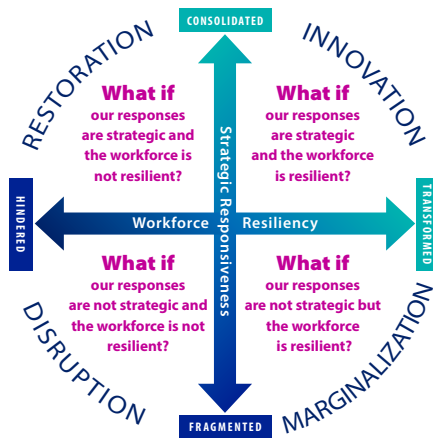 CONSOLIDATED
RESTORATION
INNOVATION
What if
our responses
are strategic and
the workforce is
not resilient?
What if
our responses
are strategic
and the workforce
is resilient?
HINDERED
Workforce Resiliency
Strategic Responsiveness
TRANSFORMED
What if
our responses
are not strategic and
the workforce is not
resilient?
What if
our responses
are not strategic but
the workforce
is resilient?
DISRUPTION
MARGINALIZATION
FRAGMENTED